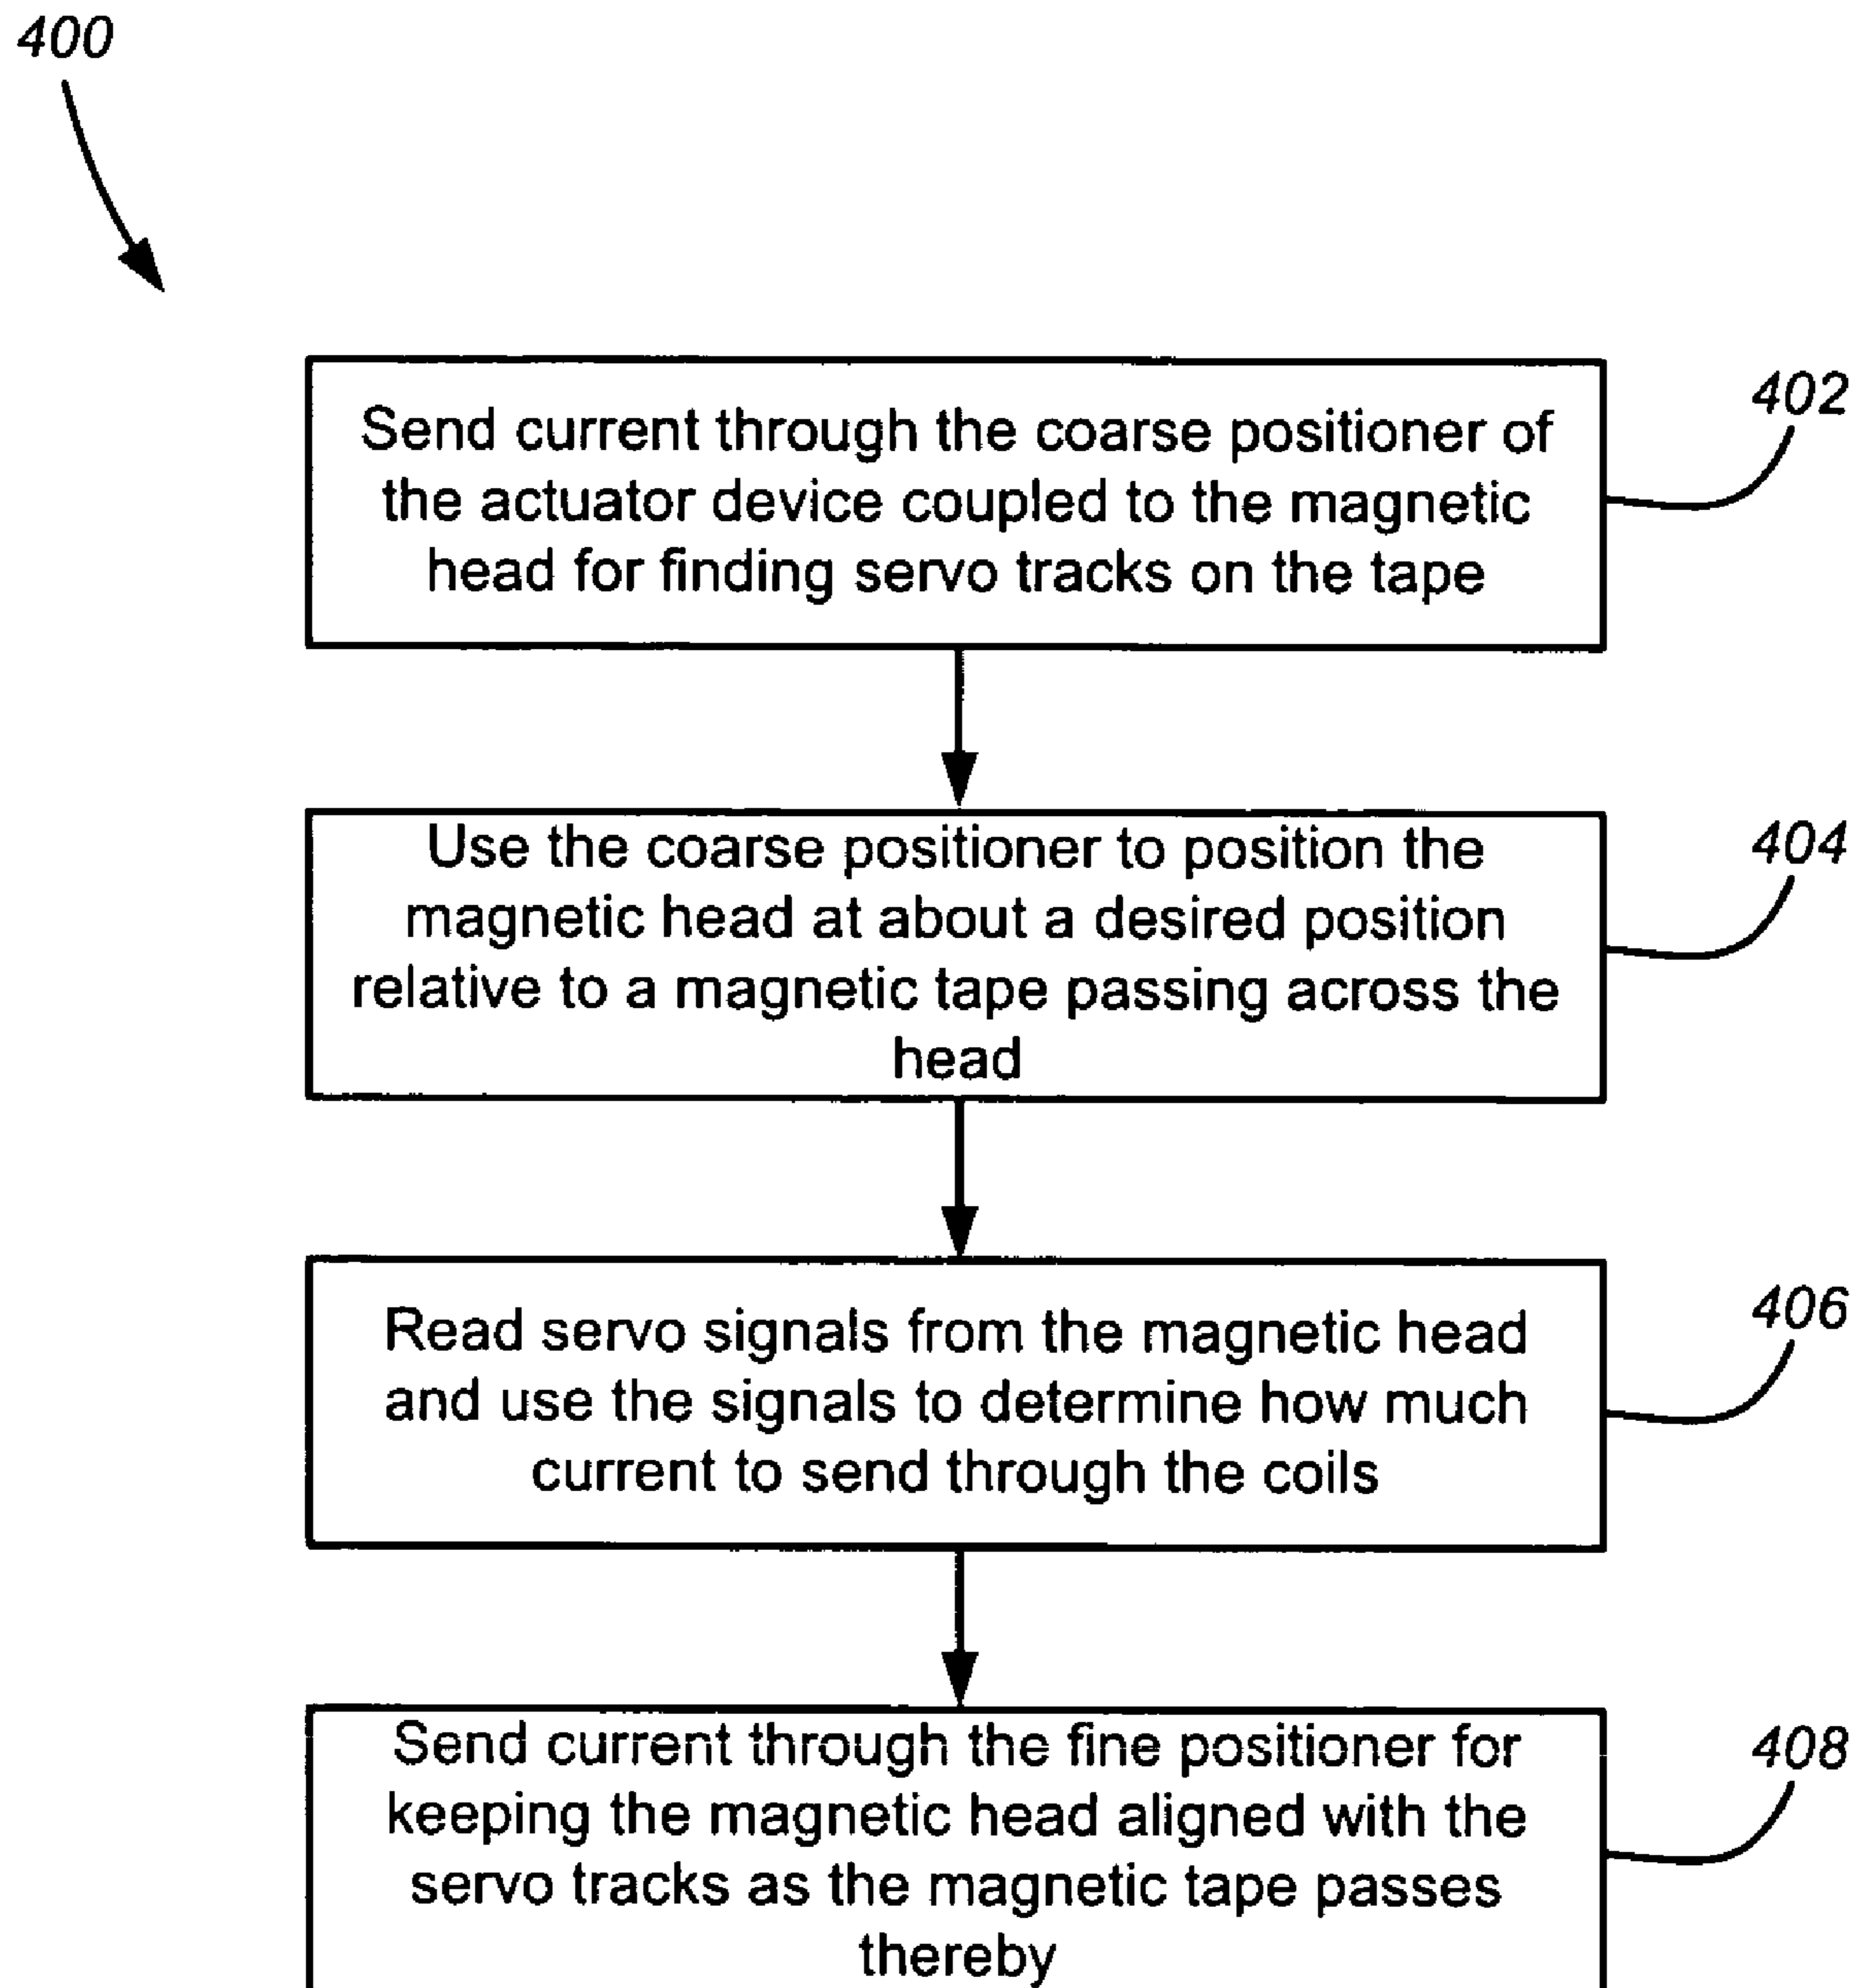 400
402
Send current through the coarse positioner of
the actuator device coupled to the magnetic
head for finding servo tracks on the tape
404
Use the coarse positioner to position the
magnetic head at about a desired position
relative to a magnetic tape passing across the
head
406
Read servo signals from the magnetic head
and use the signals to determine how much
current to send through the coils
408
Send current through the fine positioner for
keeping the magnetic head aligned with the
servo tracks as the magnetic tape passes
thereby